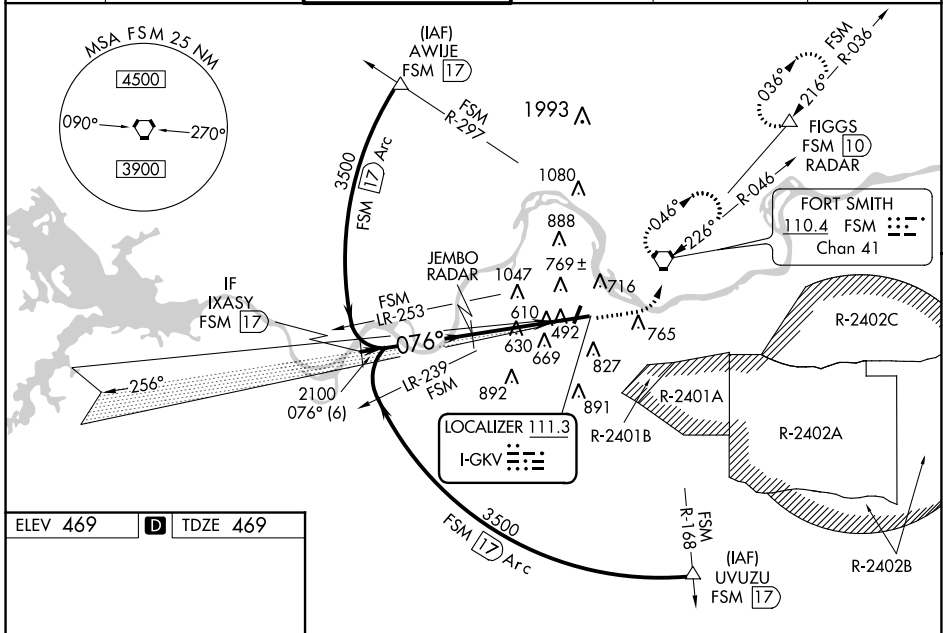 MSA FSM 25 NM
4500
090°
270°
3900
(IAF)
AWIJE
FSM 17
FSM
R-297
3500
FSM 17 Arc
1993
1080
888
769 ±
716
1047
610
492
630
669
765
827
892
891
JEMBO
RADAR
IF
IXASY
FSM 17
FSM
LR-253
076°
LR-239
FSM
256°
2100
076° (6)
036°
216°
FSM
R-036
FIGGS
FSM 10
RADAR
R-046
046°
226°
FORT SMITH
110.4 FSM
Chan 41
R-2402C
R-2401A
R-2401B
R-2402A
R-2402B
LOCALIZER 111.3
I-GKV
3500
FSM 17 Arc
FSM
R-168
(IAF)
UVUZU
FSM 17
ELEV 469 D TDZE 469